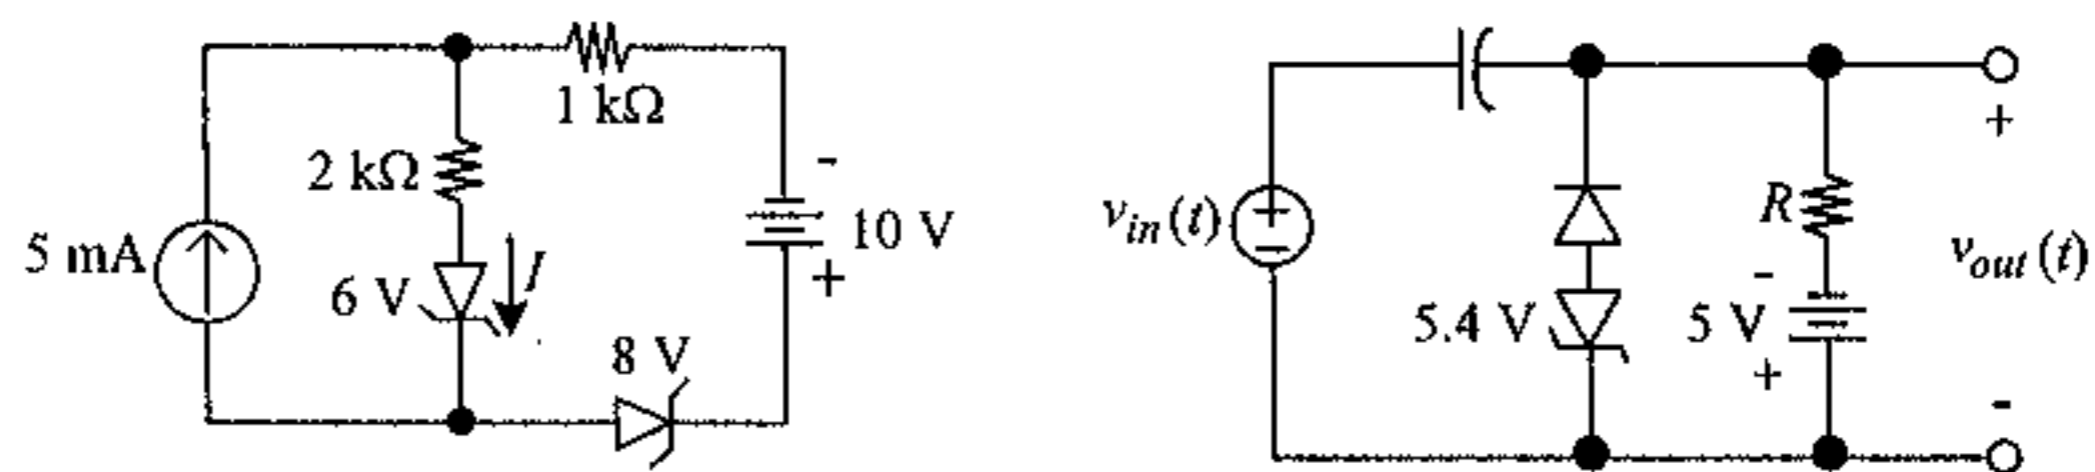 1 kΩ
2 kΩ
-
10 V
+
5 mA
6 V
I
8 V
+
v_in(t)
+
-
R
v_out(t)
5.4 V
-
5 V
+
-